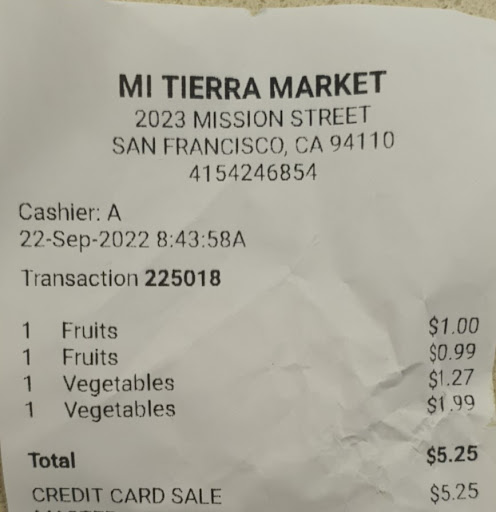 MI TIERRA MARKET
2023 MISSION STREET
SAN FRANCISCO, CA 94110
4154246854
Cashier: A
22-Sep-2022 8:43:58A
Transaction 225018
1 Fruits $1.00
1 Fruits $0.99
1 Vegetables $1.27
1 Vegetables $1.99
Total $5.25
CREDIT CARD SALE $5.25